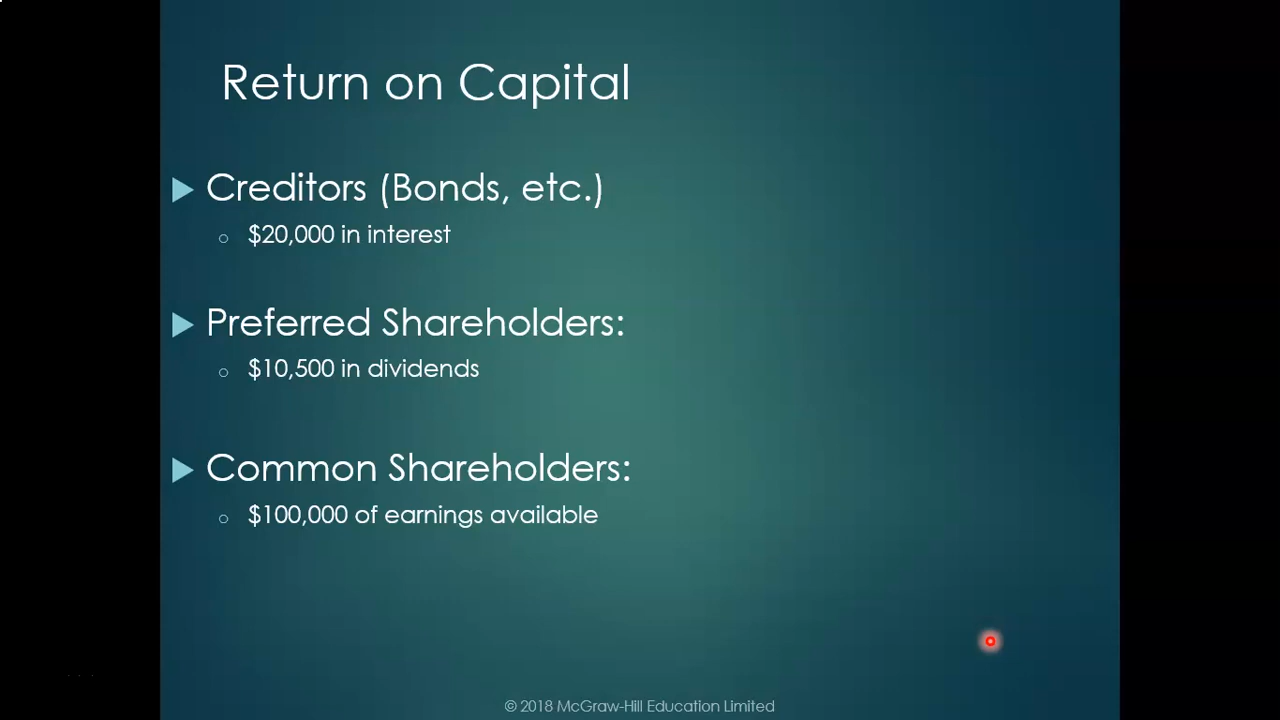 Return on Capital
Creditors (Bonds, etc.)
$20,000 in interest
Preferred Shareholders:
$10,500 in dividends
Common Shareholders:
$100,000 of earnings available
© 2018 McGraw-Hill Education Limited